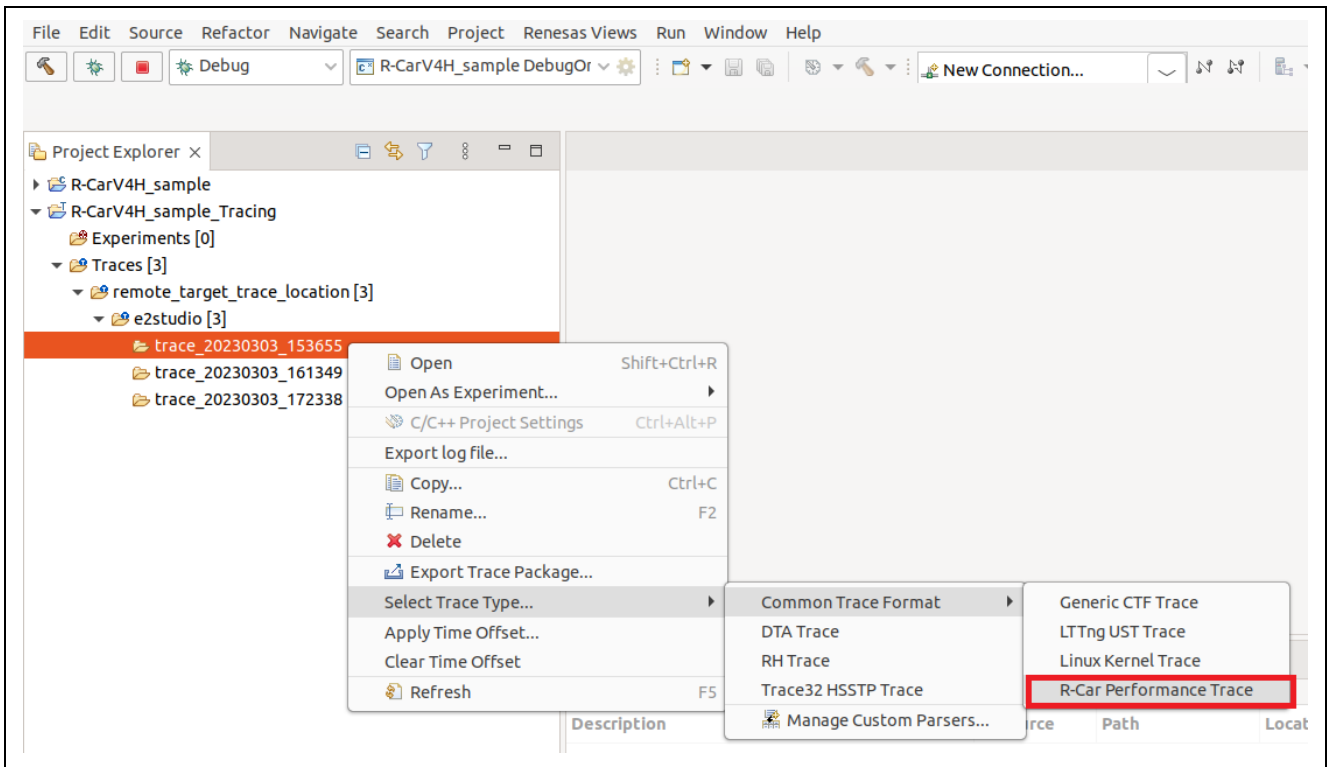 File Edit Source Refactor Navigate Search Project Renesas Views Run Window Help
Debug R-CarV4H_sample DebugOr New Connection...
Project Explorer
R-CarV4H_sample
R-CarV4H_sample_Tracing
Experiments [0]
Traces [3]
remote_target_trace_location [3]
e2studio [3]
trace_20230303_153655
trace_20230303_161349
trace_20230303_172338
Open Shift+Ctrl+R
Open As Experiment...
C/C++ Project Settings Ctrl+Alt+P
Export log file...
Copy... Ctrl+C
Rename... F2
Delete
Export Trace Package...
Select Trace Type...
Apply Time Offset...
Clear Time Offset
Refresh F5
Common Trace Format
DTA Trace
RH Trace
Trace32 HSSTP Trace
Manage Custom Parsers...
Generic CTF Trace
LTTng UST Trace
Linux Kernel Trace
R-Car Performance Trace
Description Path